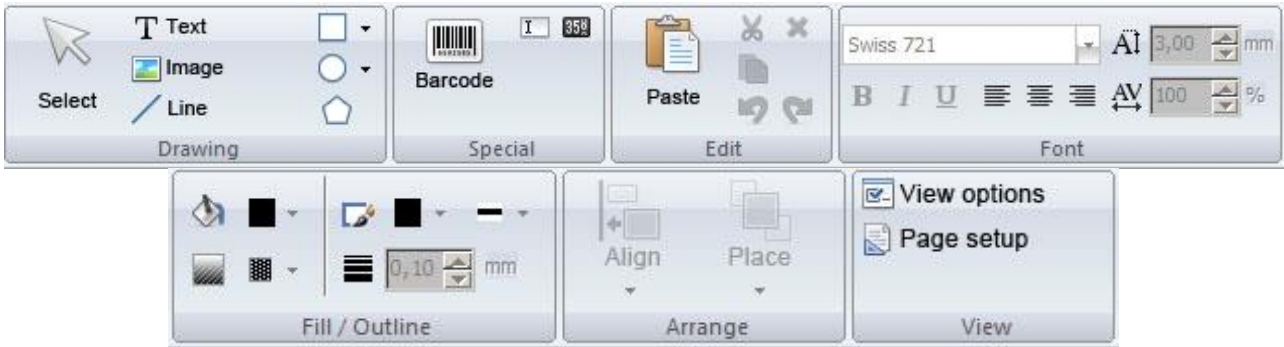 Select
T Text
Image
Line
Drawing
Barcode
Special
Paste
Edit
Swiss 721
3,00 mm
B I U
AV 100 %
Font
0,10 mm
Fill / Outline
Align
Place
Arrange
View options
Page setup
View